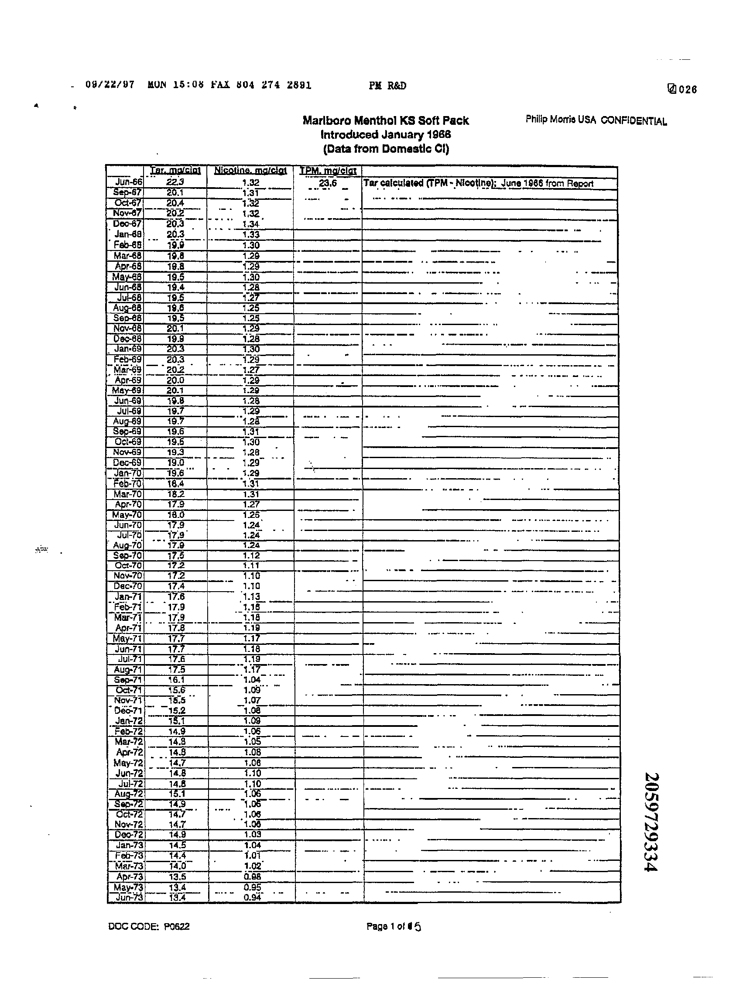 09/22/97 MON 15:08 FAX 804 274 2891 PM R&D 026
Marlboro Menthol KS Soft Pack Philip Morris USA CONFIDENTIAL
Introduced January 1966
(Data from Domestic CI)
Tar, mg/cigt Nicotine, mg/cigt TPM, mg/cigt
Jun-66 22.3 1.32 23.6 Tar calculated (TPM - Nicotine); June 1966 from Report
Sep-67 20.1 1.31
Oct-67 20.4 1.32
Nov-67 20.2 1.32
Dec-67 20.3 1.34
Jan-68 20.3 1.33
Feb-68 19.9 1.30
Mar-68 19.8 1.29
Apr-68 19.8 1.29
May-68 19.5 1.30
Jun-68 19.4 1.28
Jul-68 19.5 1.27
Aug-68 19.6 1.25
Sep-68 19.5 1.25
Nov-68 20.1 1.29
Dec-68 19.9 1.28
Jan-69 20.3 1.30
Feb-69 20.3 1.29
Mar-69 20.2 1.27
Apr-69 20.0 1.29
May-69 20.1 1.29
Jun-69 19.8 1.28
Jul-69 19.7 1.29
Aug-69 19.7 1.28
Sep-69 19.6 1.31
Oct-69 19.5 1.30
Nov-69 19.3 1.28
Dec-69 19.0 1.29
Jan-70 19.6 1.29
Feb-70 18.4 1.31
Mar-70 18.2 1.31
Apr-70 17.9 1.27
May-70 18.0 1.25
Jun-70 17.9 1.24
Jul-70 17.9 1.24
Aug-70 17.9 1.24
Sep-70 17.5 1.12
Oct-70 17.2 1.11
Nov-70 17.2 1.10
Dec-70 17.4 1.10
Jan-71 17.6 1.13
Feb-71 17.9 1.16
Mar-71 17.9 1.18
Apr-71 17.8 1.19
May-71 17.7 1.17
Jun-71 17.7 1.18
Jul-71 17.6 1.19
Aug-71 17.5 1.17
Sep-71 16.1 1.04
Oct-71 15.6 1.09
Nov-71 15.5 1.07
Dec-71 15.2 1.08
Jan-72 15.1 1.09
Feb-72 14.9 1.06
Mar-72 14.8 1.05
Apr-72 14.8 1.08
May-72 14.7 1.08
Jun-72 14.8 1.10
Jul-72 14.8 1.10
Aug-72 15.1 1.06
Sep-72 14.9 1.06
Oct-72 14.7 1.06
Nov-72 14.7 1.06
Dec-72 14.9 1.03
Jan-73 14.5 1.04
Feb-73 14.4 1.01
Mar-73 14.0 1.02
Apr-73 13.5 0.98
May-73 13.4 0.95
Jun-73 13.4 0.94
2059729334
DOC CODE: P0622 Page 1 of 15